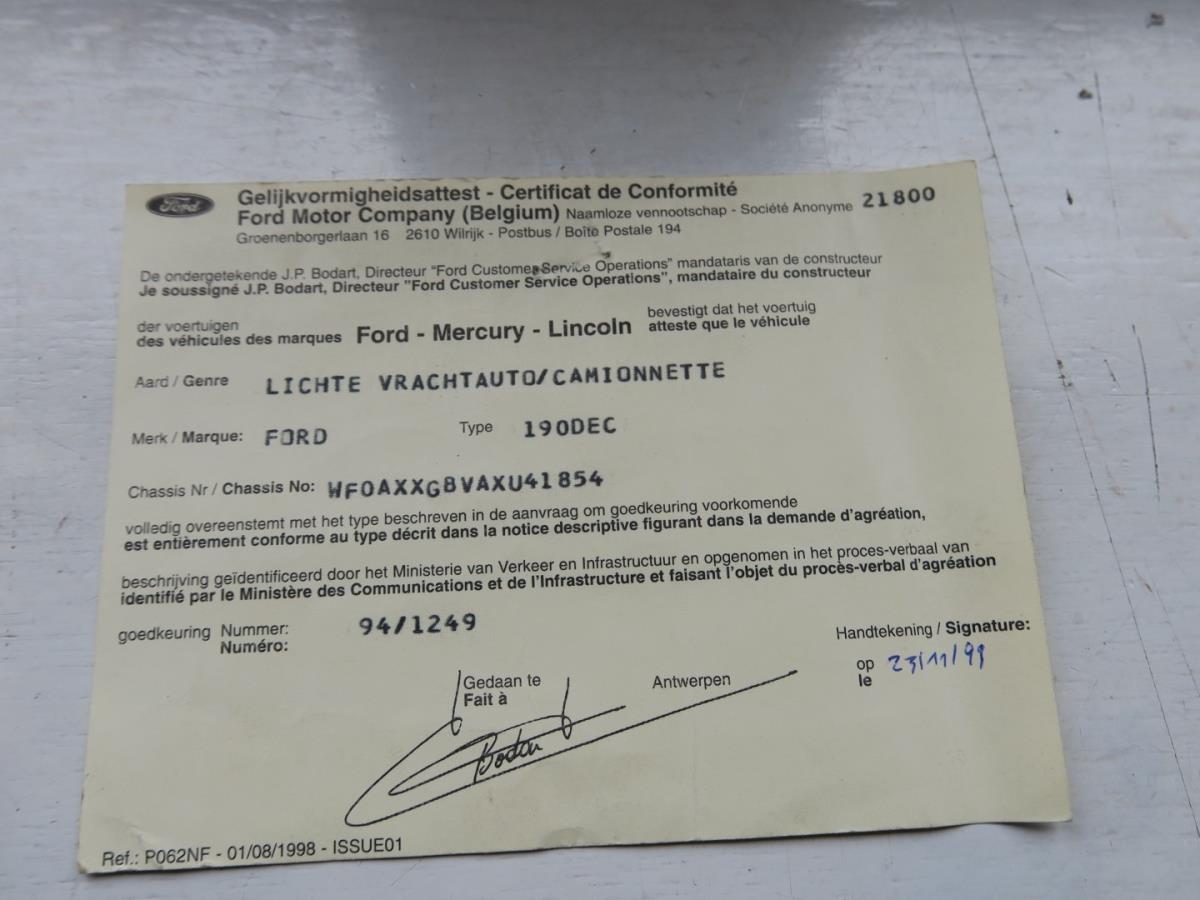 Ford
Gelijkvormigheidsattest - Certificat de Conformité
Ford Motor Company (Belgium) Naamloze vennootschap - Société Anonyme 21800
Groenenborgerlaan 16 2610 Wilrijk - Postbus / Boîte Postale 194
De ondergetekende J.P. Bodart, Directeur "Ford Customer Service Operations" mandataris van de constructeur
Je soussigné J.P. Bodart, Directeur "Ford Customer Service Operations", mandataire du constructeur
der voertuigen
des véhicules des marques Ford - Mercury - Lincoln
bevestigt dat het voertuig
atteste que le véhicule
Aard / Genre LICHTE VRACHTAUTO/CAMIONNETTE
Merk / Marque: FORD Type 190DEC
Chassis Nr / Chassis No: WF0AXXG8VAXU41854
volledig overeenstemt met het type beschreven in de aanvraag om goedkeuring voorkomende
est entièrement conforme au type décrit dans la notice descriptive figurant dans la demande d'agréation,
beschrijving geïdentificeerd door het Ministerie van Verkeer en Infrastructuur en opgenomen in het proces-verbaal van
identifié par le Ministère des Communications et de l'Infrastructure et faisant l'objet du procès-verbal d'agréation
goedkeuring Nummer: 94/1249
Numéro:
Handtekening / Signature:
op 23/11/99
le
Gedaan te Antwerpen
Fait à
Ref.: P062NF - 01/08/1998 - ISSUE01